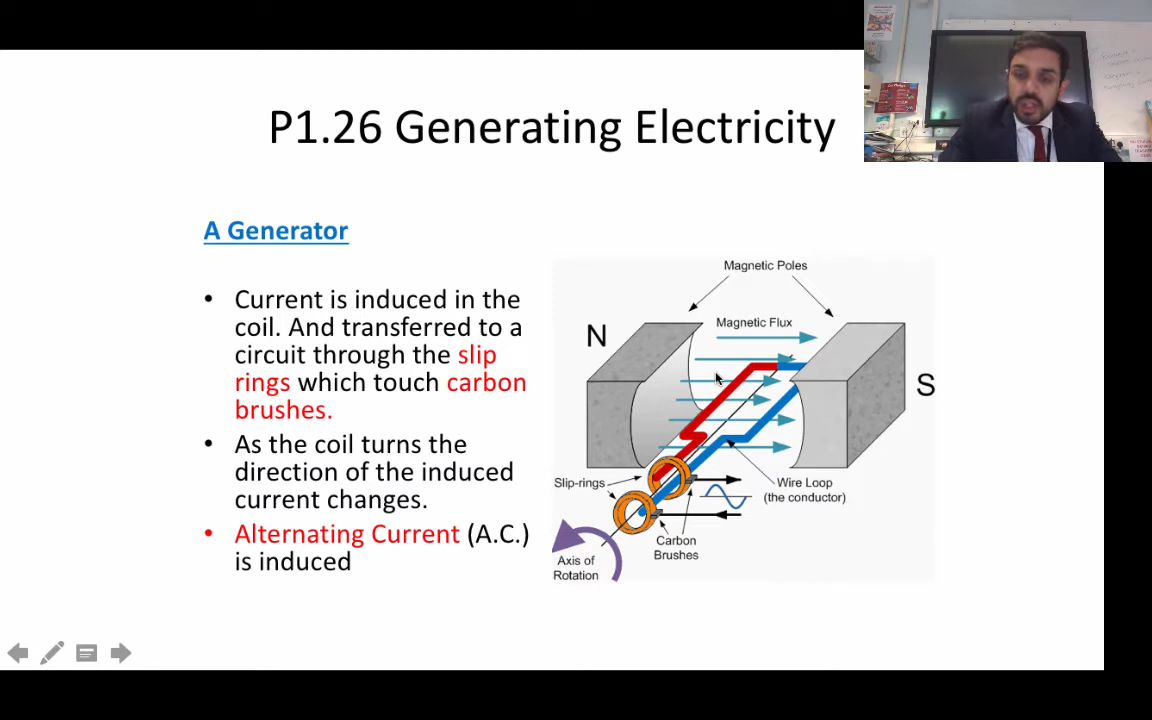 P1.26 Generating Electricity
A Generator
• Current is induced in the
coil. And transferred to a
circuit through the slip
rings which touch carbon
brushes.
• As the coil turns the
direction of the induced
current changes.
• Alternating Current (A.C.)
is induced
Magnetic Poles
N
Magnetic Flux
S
Slip-rings
Wire Loop
(the conductor)
Carbon
Brushes
Axis of
Rotation